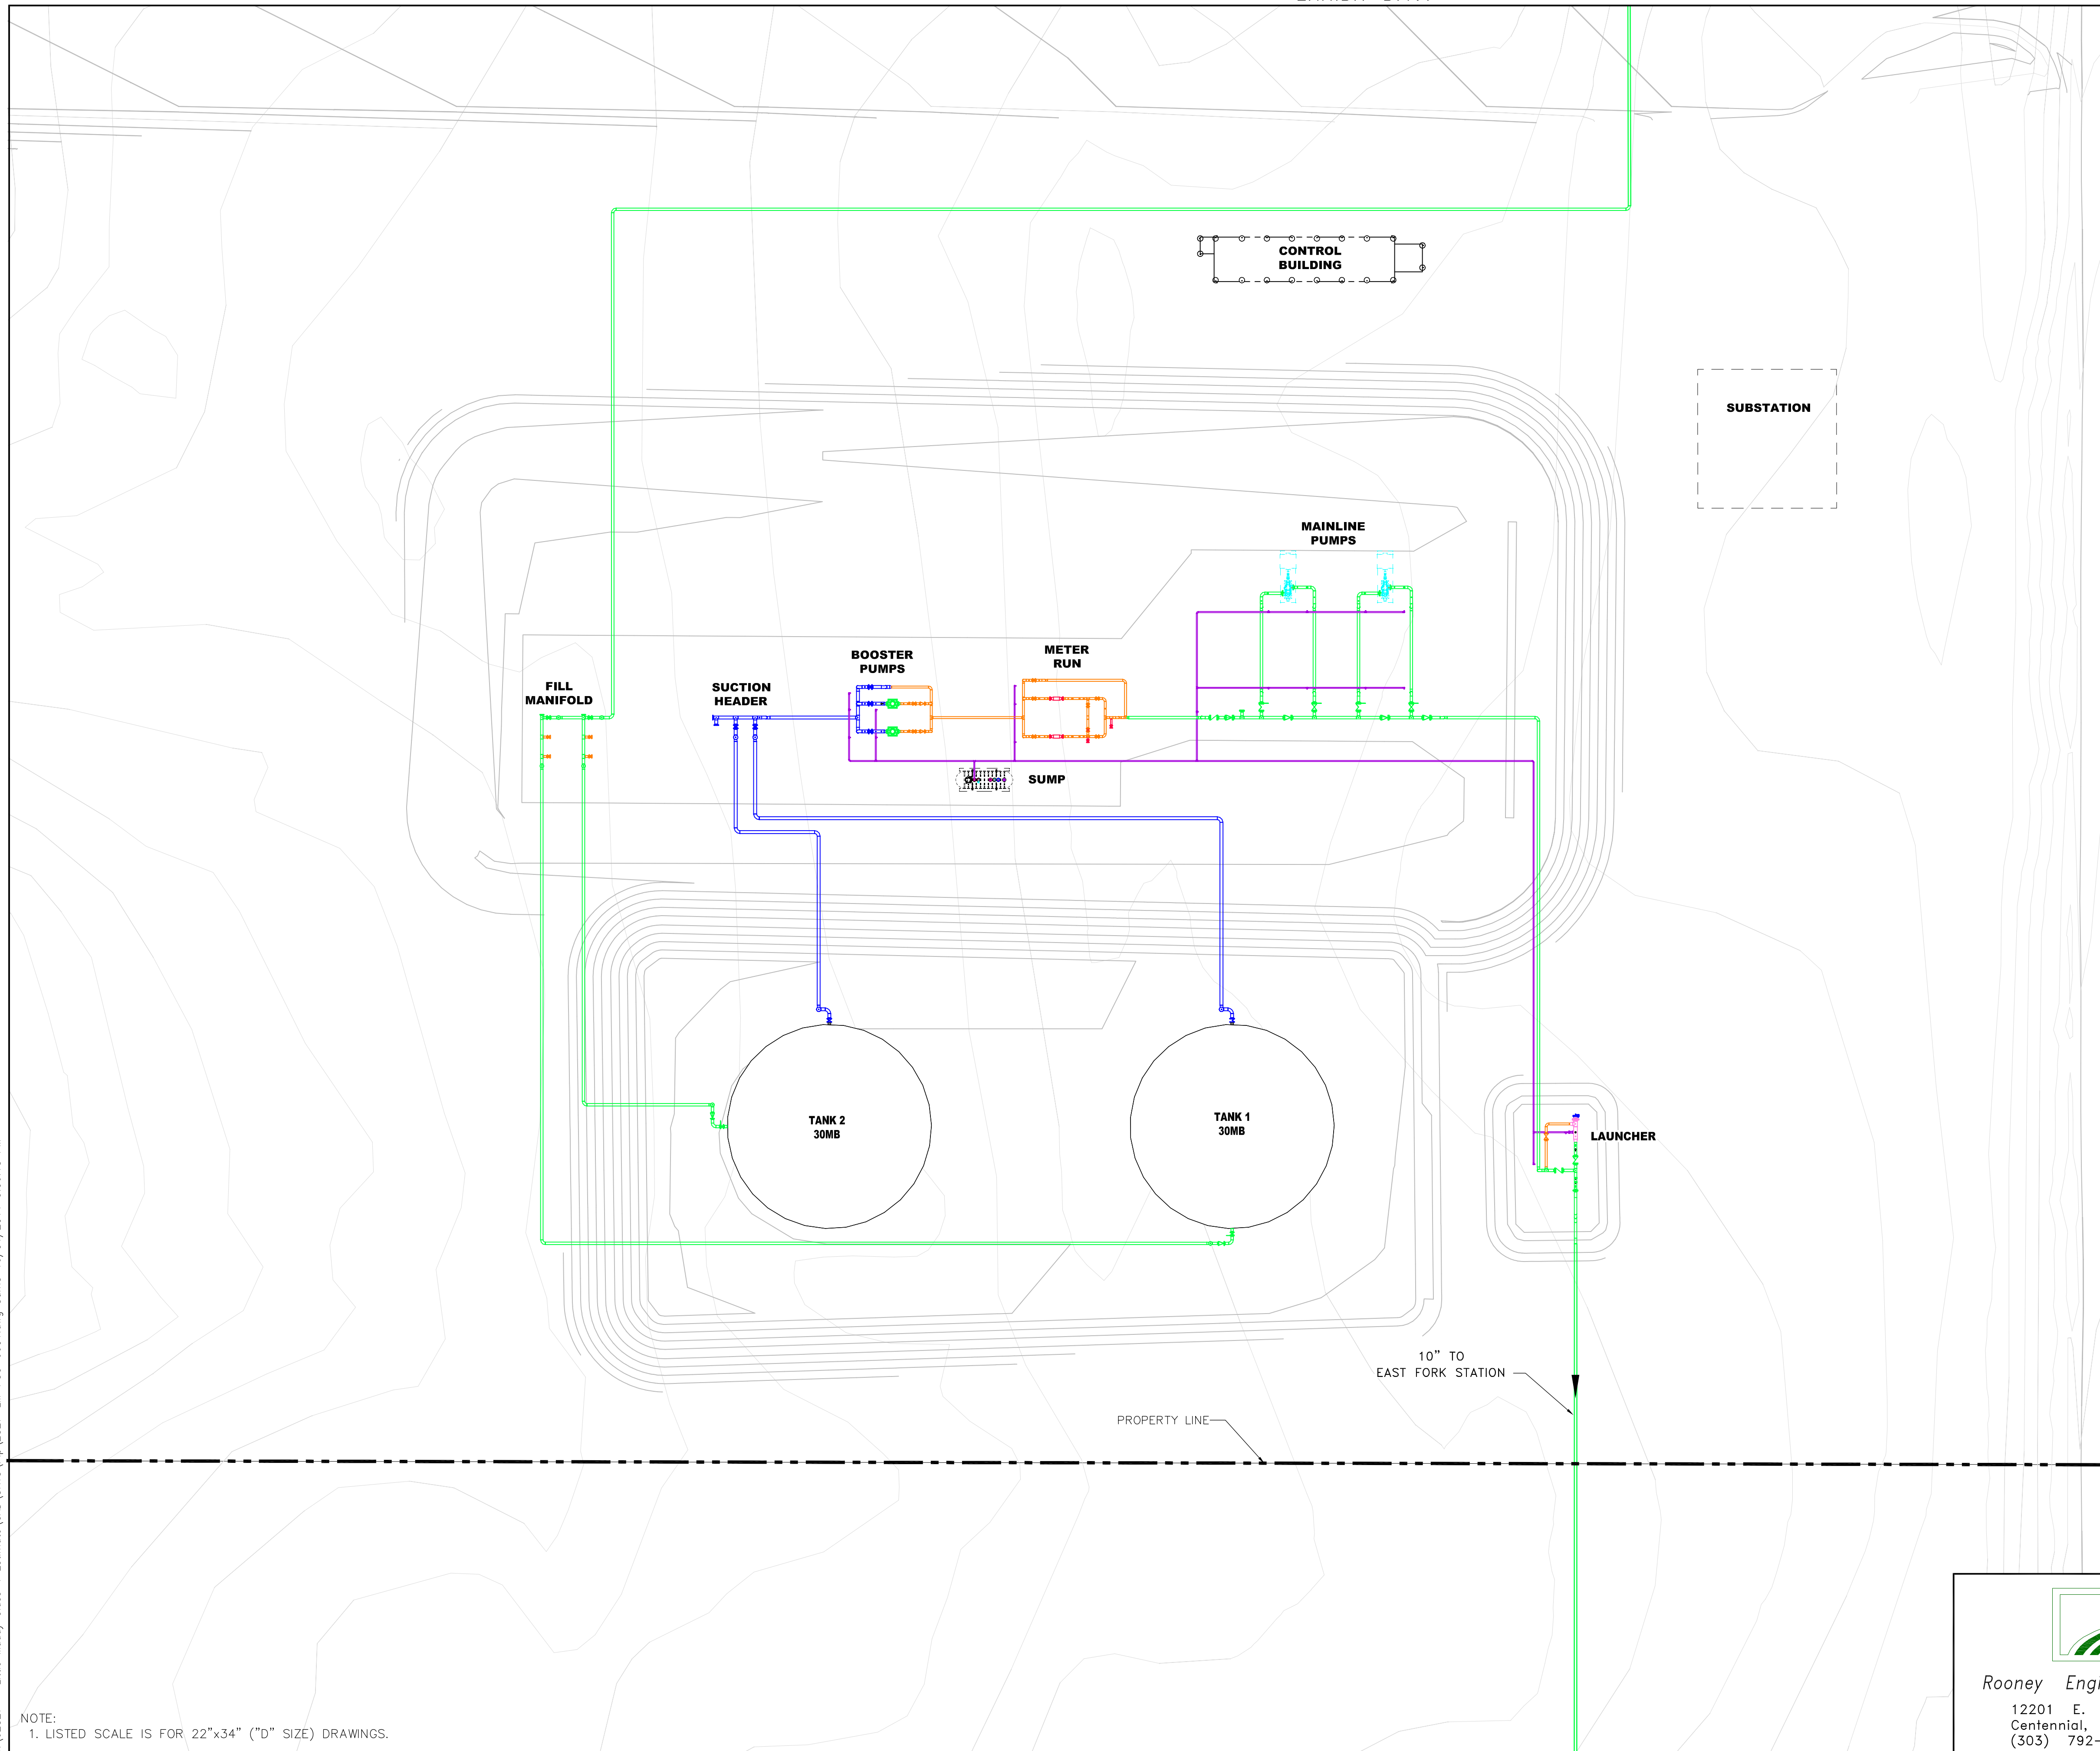 CONTROL
BUILDING
SUBSTATION
MAINLINE
PUMPS
METER
RUN
BOOSTER
PUMPS
SUCTION
HEADER
FILL
MANIFOLD
SUMP
TANK 2
30MB
TANK 1
30MB
LAUNCHER
10" TO
EAST FORK STATION
PROPERTY LINE
NOTE:
1. LISTED SCALE IS FOR 22"x34" ("D" SIZE) DRAWINGS.
Rooney
12201 E.
Centennial,
(303) 792-